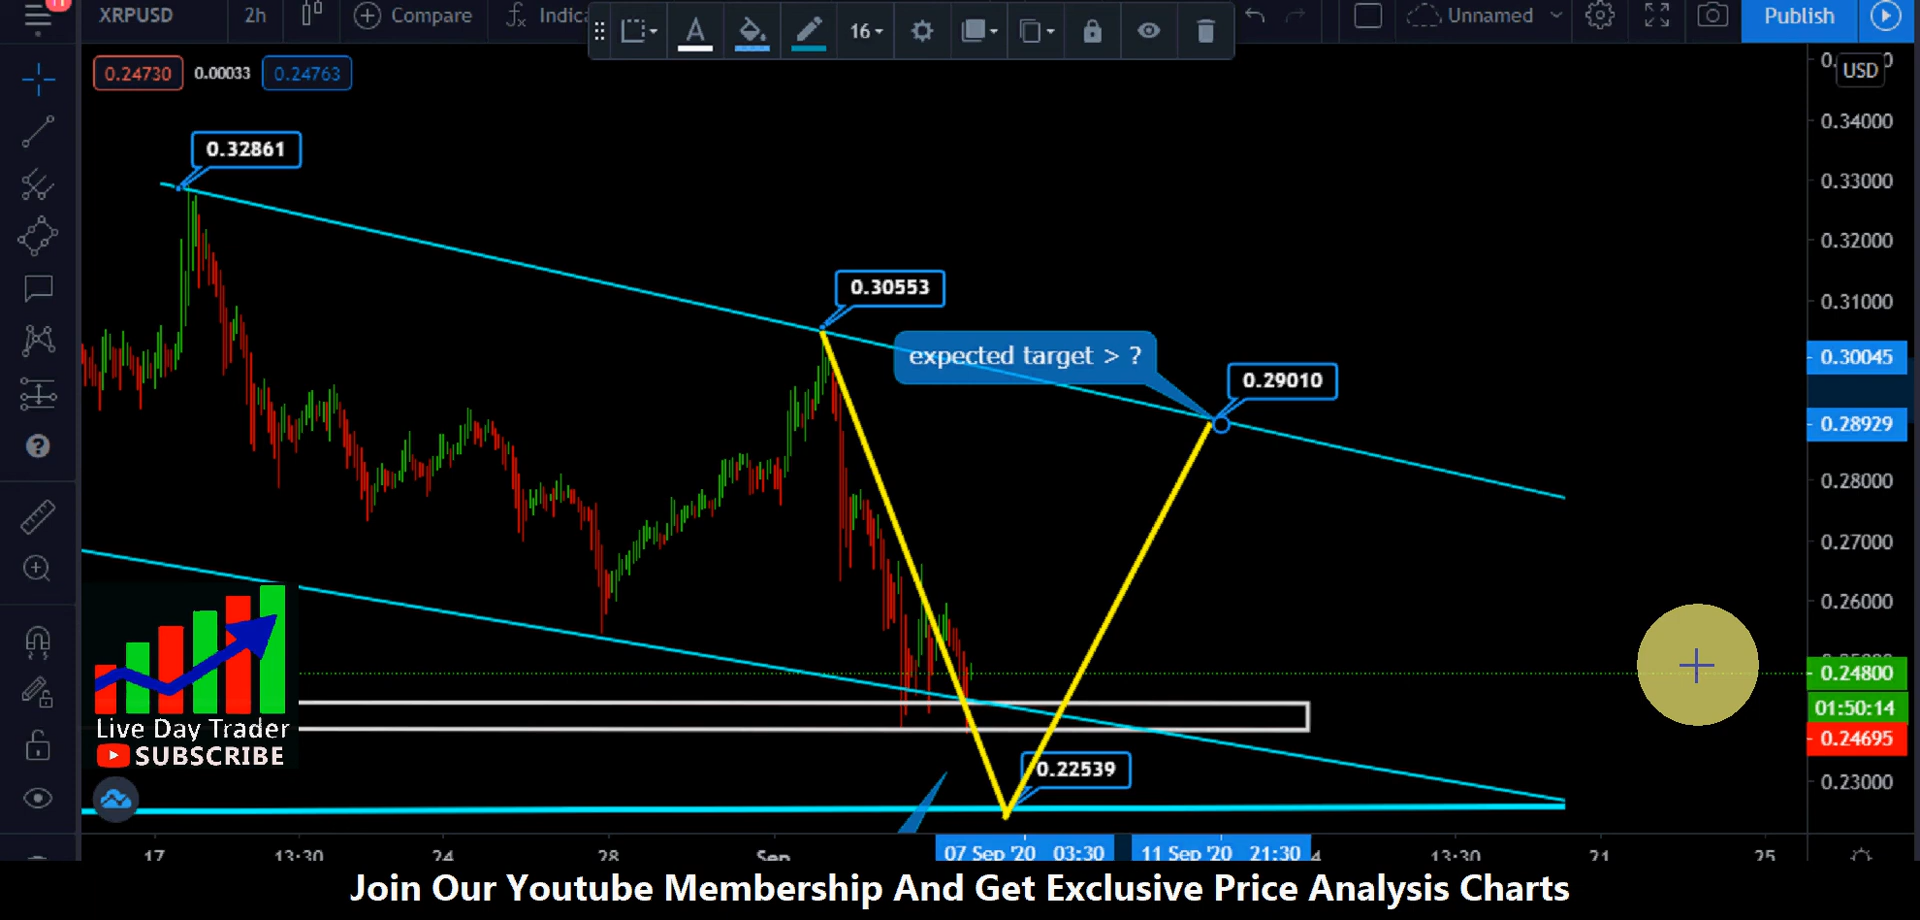 11
XRPUSD 2h Compare Indica 16 Unnamed Publish
0.24730 0.00033 0.24763
USD
0.32861
0.34000
0.33000
0.32000
0.30553
0.31000
expected target > ?
0.30045
0.29010
0.28929
0.28000
0.27000
0.26000
0.24800
01:50:14
0.24695
Live Day Trader
SUBSCRIBE
0.22539
0.23000
17 13:30 24 28 Sep 07 Sep '20 03:30 11 Sep '20 21:30 4 13:30 21 25
Join Our Youtube Membership And Get Exclusive Price Analysis Charts